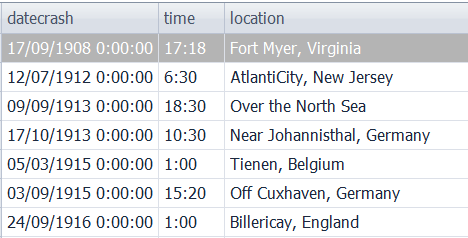 datecrash time location
17/09/1908 0:00:00 17:18 Fort Myer, Virginia
12/07/1912 0:00:00 6:30 AtlantiCity, New Jersey
09/09/1913 0:00:00 18:30 Over the North Sea
17/10/1913 0:00:00 10:30 Near Johannisthal, Germany
05/03/1915 0:00:00 1:00 Tienen, Belgium
03/09/1915 0:00:00 15:20 Off Cuxhaven, Germany
24/09/1916 0:00:00 1:00 Billericay, England